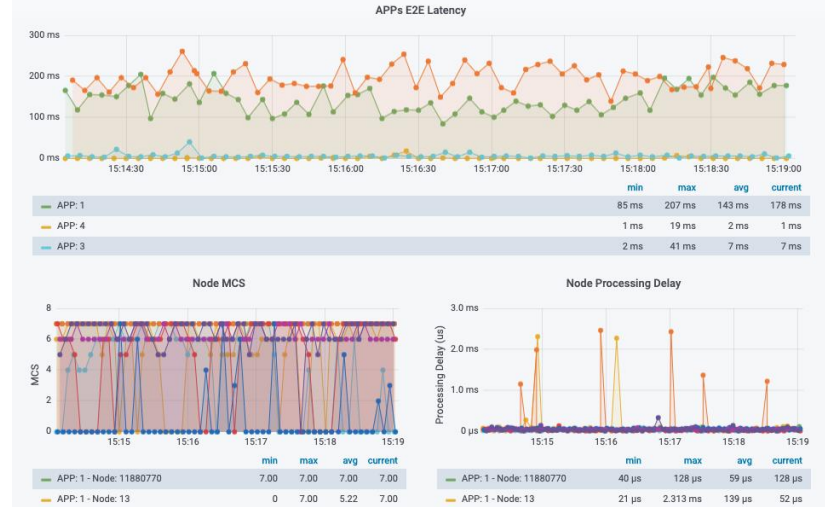 APPs E2E Latency
300 ms
200 ms
100 ms
0 ms
15:14:30 15:15:00 15:15:30 15:16:00 15:16:30 15:17:00 15:17:30 15:18:00 15:18:30 15:19:00
min max avg current
APP: 1 85 ms 207 ms 143 ms 178 ms
APP: 4 1 ms 19 ms 2 ms 1 ms
APP: 3 2 ms 41 ms 7 ms 7 ms
Node MCS
8
6
4
2
0
MCS
15:15 15:16 15:17 15:18 15:19
min max avg current
APP: 1 - Node: 11880770 7.00 7.00 7.00 7.00
APP: 1 - Node: 13 0 7.00 5.22 7.00
Node Processing Delay
3.0 ms
2.0 ms
1.0 ms
0 µs
Processing Delay (us)
15:15 15:16 15:17 15:18 15:19
min max avg current
APP: 1 - Node: 11880770 40 µs 128 µs 59 µs 128 µs
APP: 1 - Node: 13 21 µs 2.313 ms 139 µs 52 µs